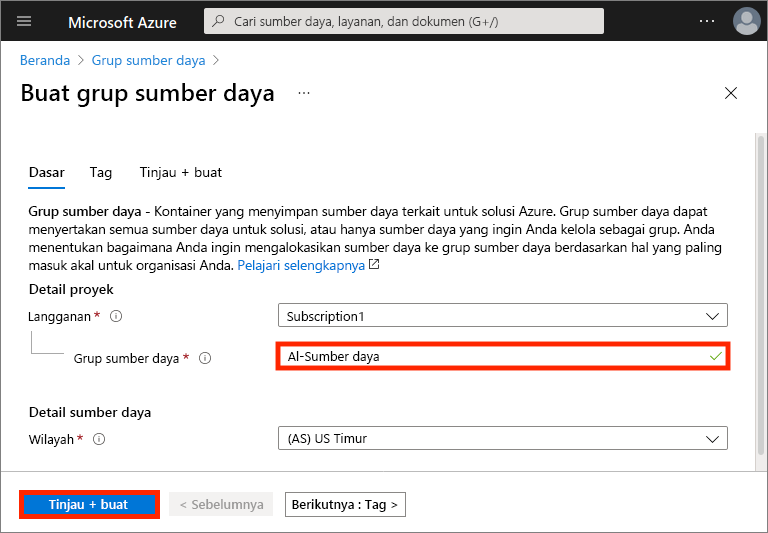 Microsoft Azure
Cari sumber daya, layanan, dan dokumen (G+/)
Beranda > Grup sumber daya >
Buat grup sumber daya ...
Dasar Tag Tinjau + buat
Grup sumber daya - Kontainer yang menyimpan sumber daya terkait untuk solusi Azure. Grup sumber daya dapat
menyertakan semua sumber daya untuk solusi, atau hanya sumber daya yang ingin Anda kelola sebagai grup. Anda
menentukan bagaimana Anda ingin mengalokasikan sumber daya ke grup sumber daya berdasarkan hal yang paling
masuk akal untuk organisasi Anda. Pelajari selengkapnya
Detail proyek
Langganan * Subscription1
Grup sumber daya * Al-Sumber daya
Detail sumber daya
Wilayah * (AS) US Timur
Tinjau + buat < Sebelumnya Berikutnya : Tag >